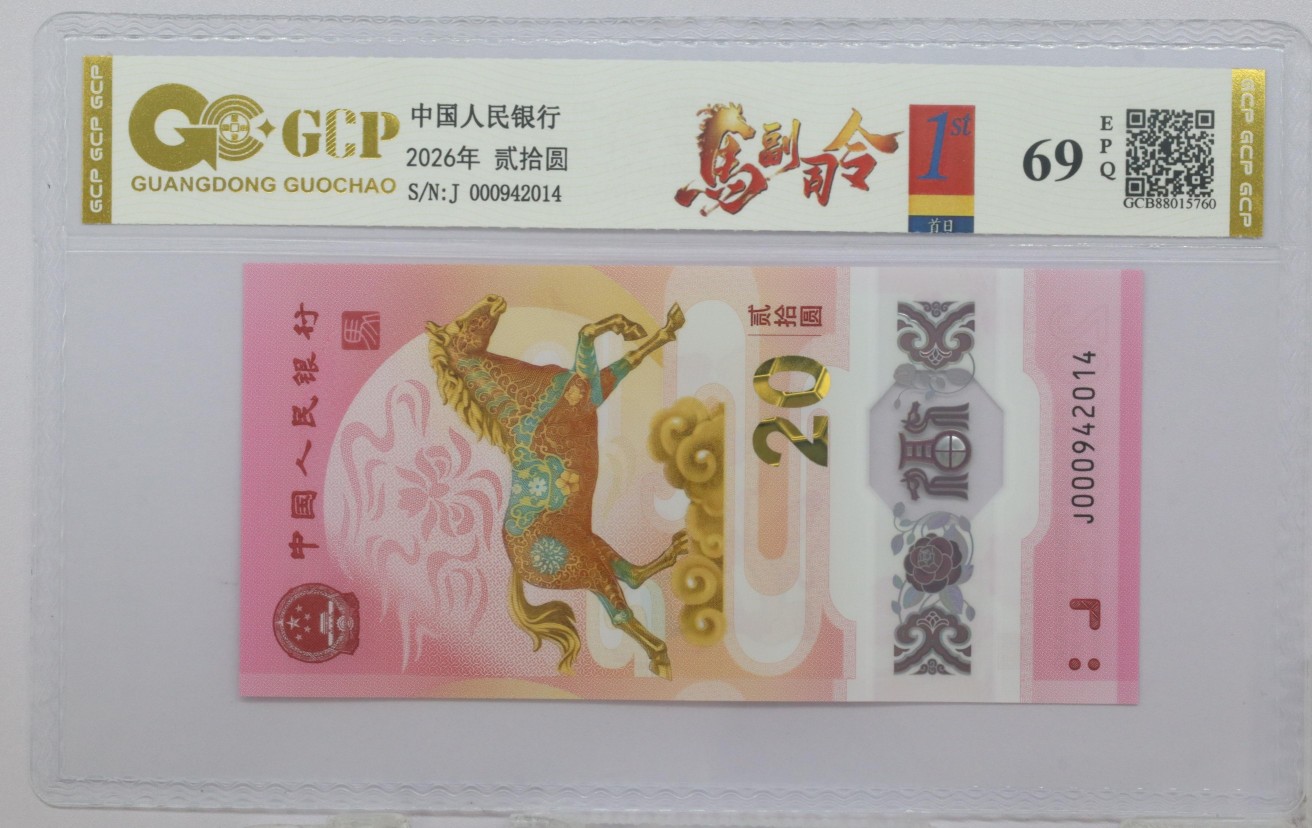 GCP GCP GCP
GCP
GUANGDONG GUOCHAO
中国人民银行
2026年 贰拾圆
S/N:J 000942014
馬副司令
1st
首日
69
EPQ
GCB88015760
GCP GCP GCP
中国人民银行
馬
贰拾圆
20
福
J000942014